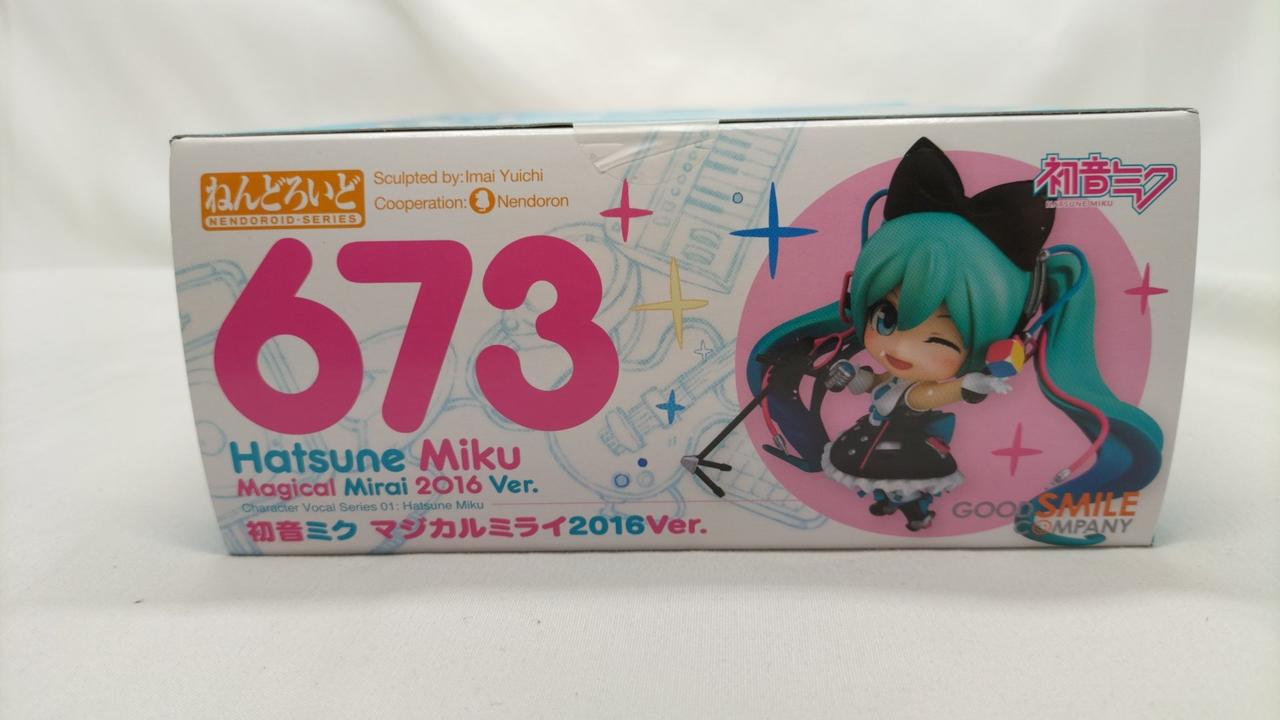 ねんどろいど
NENDOROID-SERIES
Sculpted by:Imai Yuichi
Cooperation: Nendoron
673
Hatsune Miku
Magical Mirai 2016 Ver.
Character Vocal Series 01: Hatsune Miku
初音ミク マジカルミライ2016Ver.
初音ミク
HATSUNE MIKU
GOOD SMILE
COMPANY